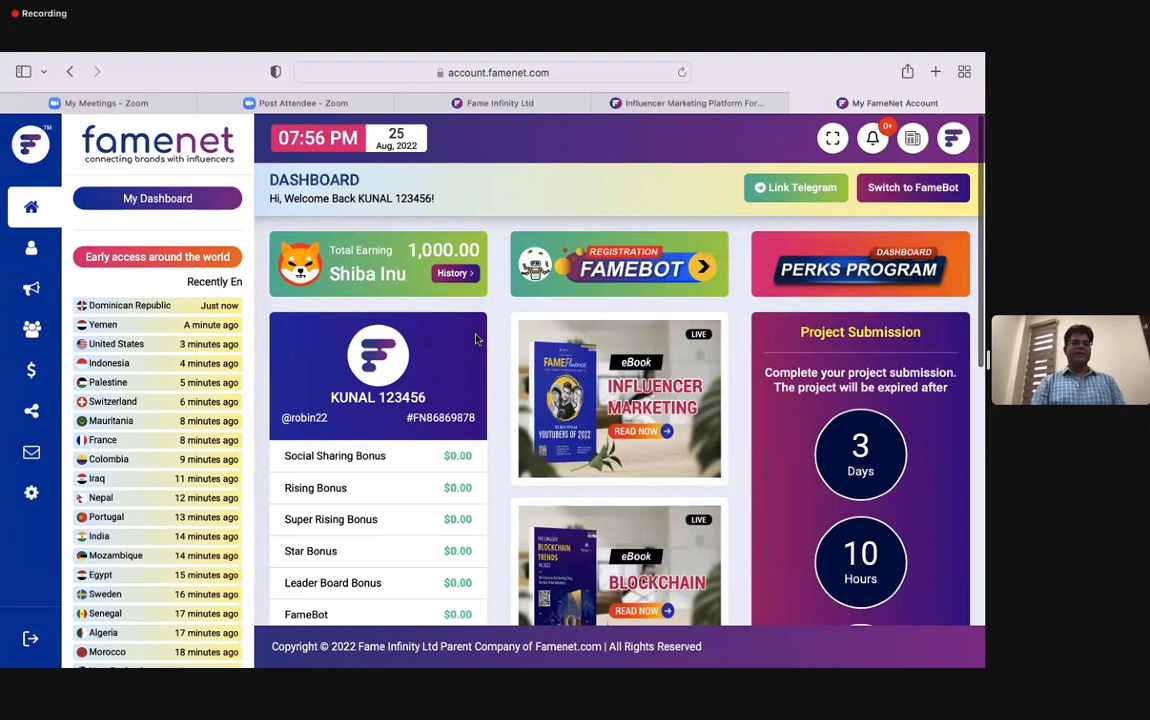 Recording
account.famenet.com
My Meetings - Zoom
Post Attendee - Zoom
Fame Infinity Ltd
Influencer Marketing Platform For...
My FameNet Account
famenet
connecting brands with influencers
TM
07:56 PM
25
Aug, 2022
0+
My Dashboard
DASHBOARD
Hi, Welcome Back KUNAL 123456!
Link Telegram
Switch to FameBot
Early access around the world
Recently En
Dominican Republic Just now
Yemen A minute ago
United States 3 minutes ago
Indonesia 4 minutes ago
Palestine 5 minutes ago
Switzerland 6 minutes ago
Mauritania 8 minutes ago
France 8 minutes ago
Colombia 9 minutes ago
Iraq 11 minutes ago
Nepal 12 minutes ago
Portugal 13 minutes ago
India 14 minutes ago
Mozambique 14 minutes ago
Egypt 15 minutes ago
Sweden 16 minutes ago
Senegal 17 minutes ago
Algeria 17 minutes ago
Morocco 18 minutes ago
Total Earning 1,000.00
Shiba Inu History >
REGISTRATION
FAMEBOT
DASHBOARD
PERKS PROGRAM
KUNAL 123456
@robin22 #FN86869878
Social Sharing Bonus $0.00
Rising Bonus $0.00
Super Rising Bonus $0.00
Star Bonus $0.00
Leader Board Bonus $0.00
FameBot $0.00
LIVE
eBook
INFLUENCER
MARKETING
READ NOW
FAMEfluence
YOUTUBERS OF 2022
LIVE
eBook
BLOCKCHAIN
READ NOW
BLOCKCHAIN
TRENDS
Project Submission
Complete your project submission.
The project will be expired after
3
Days
10
Hours
Copyright © 2022 Fame Infinity Ltd Parent Company of Famenet.com | All Rights Reserved